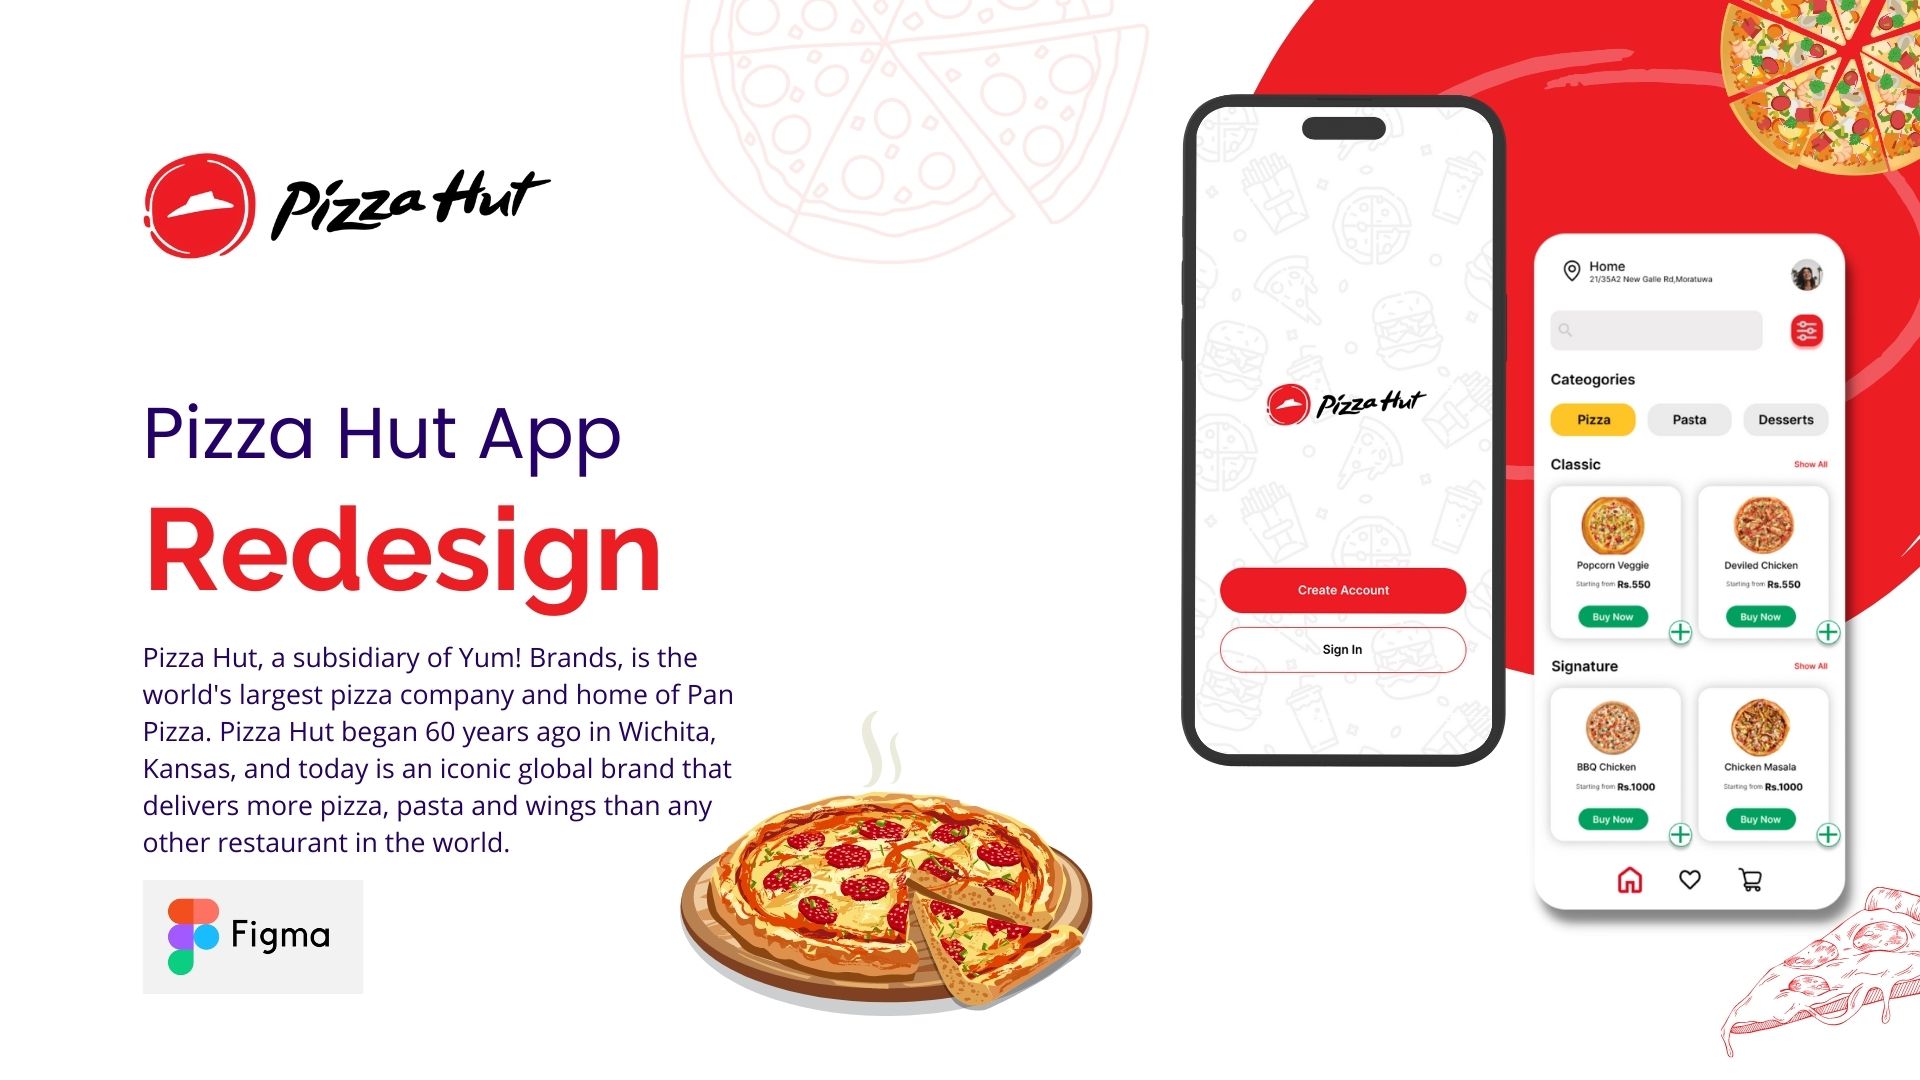 Pizza Hut
Pizza Hut App
Redesign
Pizza Hut, a subsidiary of Yum! Brands, is the
world's largest pizza company and home of Pan
Pizza. Pizza Hut began 60 years ago in Wichita,
Kansas, and today is an iconic global brand that
delivers more pizza, pasta and wings than any
other restaurant in the world.
Figma
Pizza Hut
Create Account
Sign In
Home
21/35A2 New Galle Rd,Moratuwa
Cateogories
Pizza Pasta Desserts
Classic Show All
Popcorn Veggie Deviled Chicken
Starting from Rs.550 Starting from Rs.550
Buy Now Buy Now
Signature Show All
BBQ Chicken Chicken Masala
Starting from Rs.1000 Starting from Rs.1000
Buy Now Buy Now